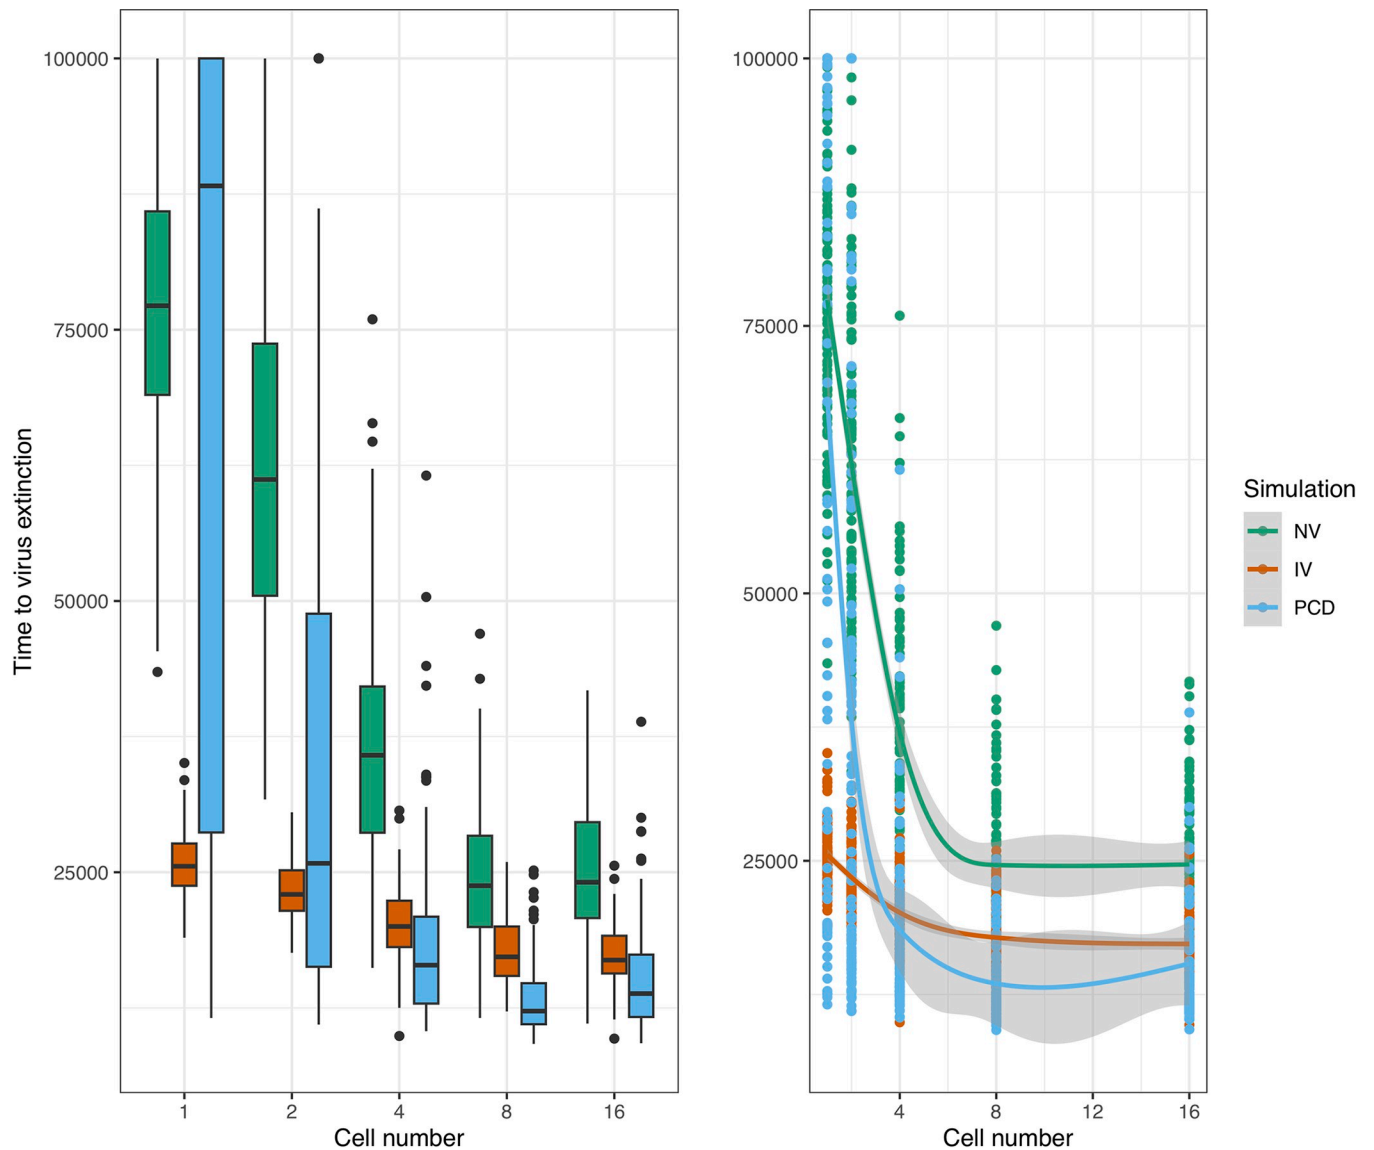 Time to virus extinction
100000
75000
50000
25000
1 2 4 8 16
Cell number
100000
75000
50000
25000
4 8 12 16
Cell number
Simulation
NV
IV
PCD